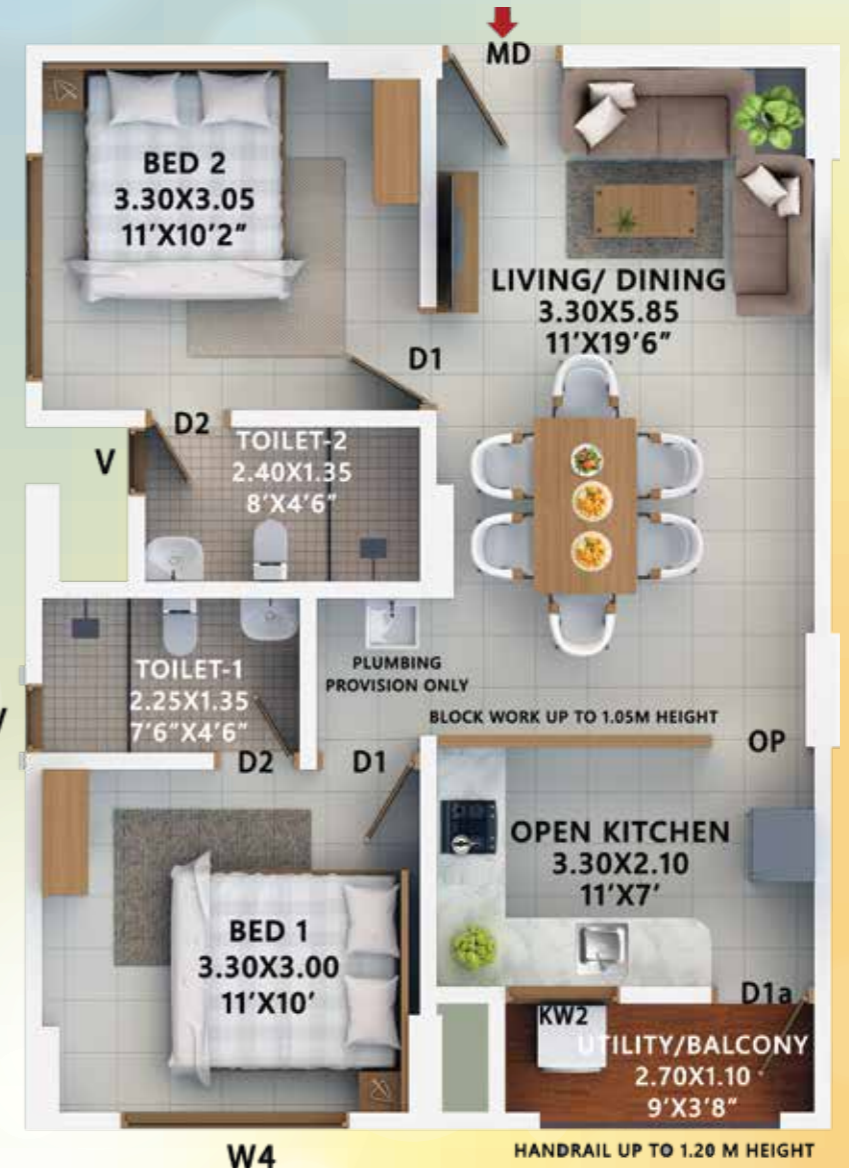 MD
BED 2
3.30X3.05
11'X10'2"
LIVING/ DINING
3.30X5.85
11'X19'6"
D1
D2
V
TOILET-2
2.40X1.35
8'X4'6"
PLUMBING
PROVISION ONLY
TOILET-1
2.25X1.35
7'6"X4'6"
BLOCK WORK UP TO 1.05M HEIGHT
OP
D2
D1
OPEN KITCHEN
3.30X2.10
11'X7'
BED 1
3.30X3.00
11'X10'
D1a
KW2
UTILITY/BALCONY
2.70X1.10
9'X3'8"
W4
HANDRAIL UP TO 1.20 M HEIGHT